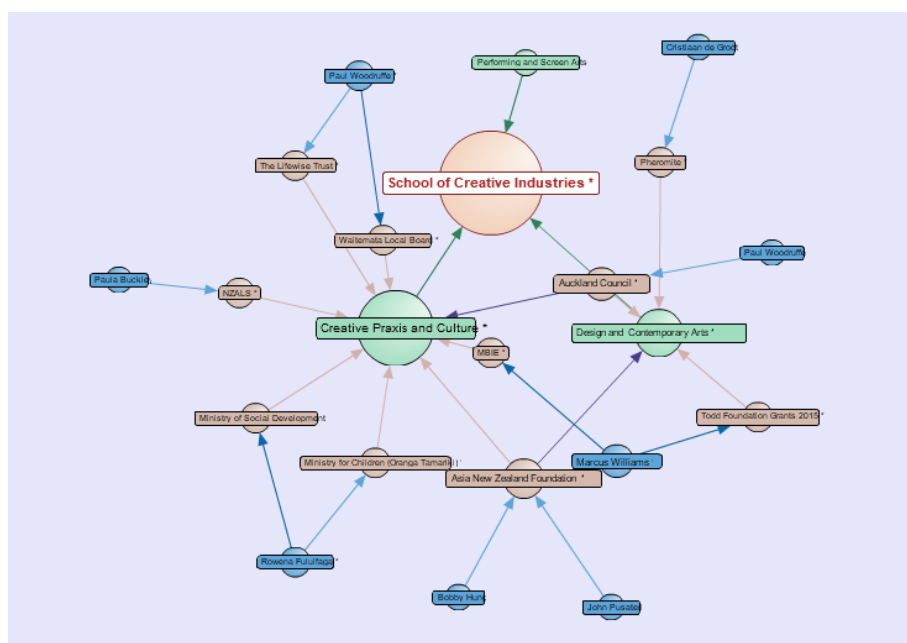 Cristiaan de Groot
Performing and Screen Arts
Paul Woodruffe *
The Lifewise Trust *
Pheromite
School of Creative Industries *
Waitemata Local Board *
Paul Woodruffe
Paula Buckley
NZALS *
Auckland Council *
Creative Praxis and Culture *
Design and Contemporary Arts *
MBIE *
Ministry of Social Development
Todd Foundation Grants 2015 *
Ministry for Children (Oranga Tamariki)
Marcus Williams
Asia New Zealand Foundation *
Rowena Fuluifaga *
Bobby Hung
John Pusateri